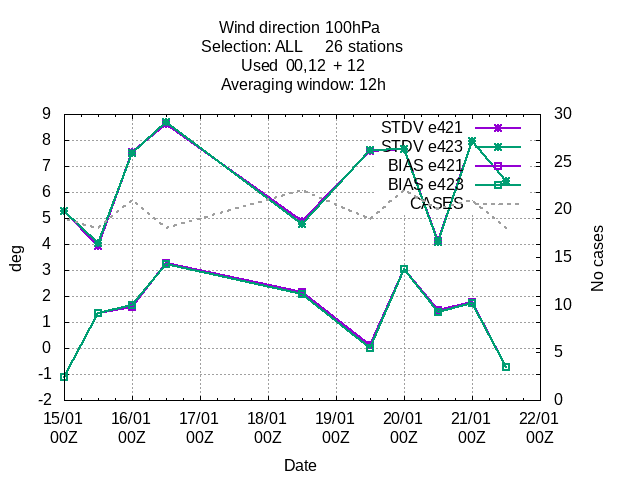 Wind direction 100hPa
Selection: ALL 26 stations
Used 00,12 + 12
Averaging window: 12h
STDV e421
STDV e423
BIAS e421
BIAS e423
CASES
9
8
7
6
5
4
3
2
1
0
-1
-2
deg
30
25
20
15
10
5
0
No cases
15/01 16/01 17/01 18/01 19/01 20/01 21/01 22/01
00Z 00Z 00Z 00Z 00Z 00Z 00Z 00Z
Date